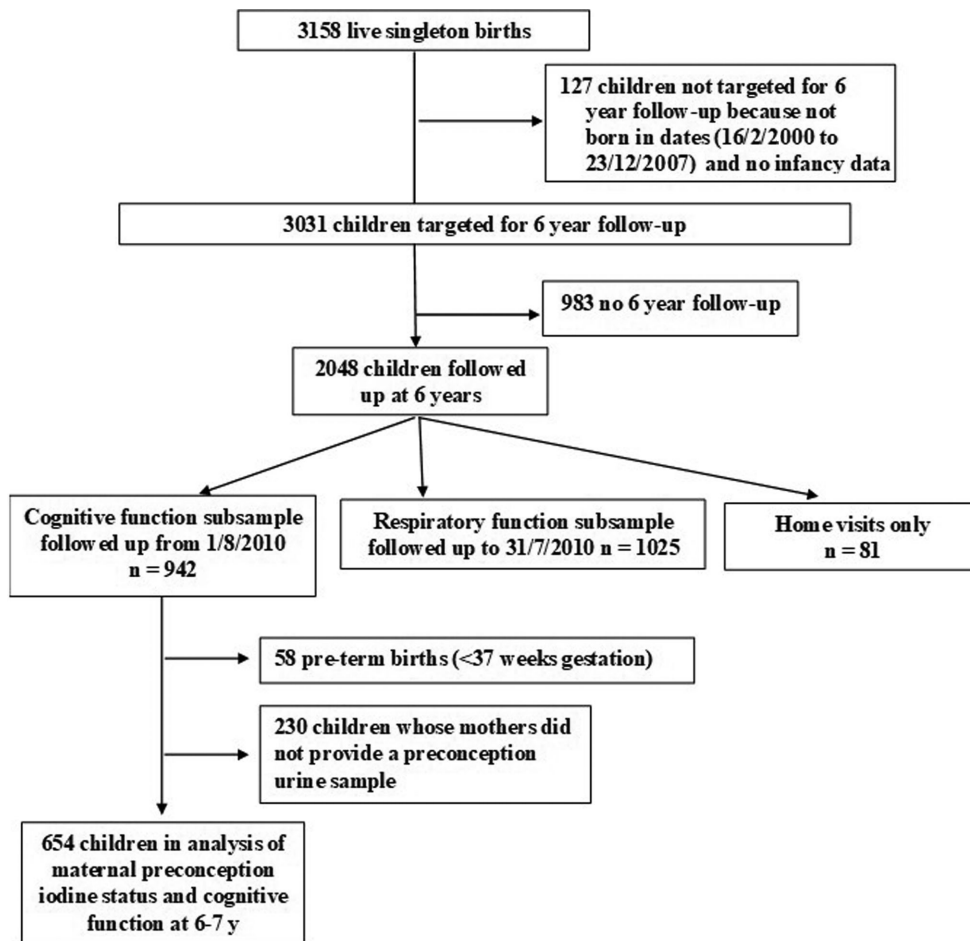 3158 live singleton births
127 children not targeted for 6
year follow-up because not
born in dates (16/2/2000 to
23/12/2007) and no infancy data
3031 children targeted for 6 year follow-up
983 no 6 year follow-up
2048 children followed
up at 6 years
Cognitive function subsample
followed up from 1/8/2010
n = 942
Respiratory function subsample
followed up to 31/7/2010 n = 1025
Home visits only
n = 81
58 pre-term births (<37 weeks gestation)
230 children whose mothers did
not provide a preconception
urine sample
654 children in analysis of
maternal preconception
iodine status and cognitive
function at 6-7 y